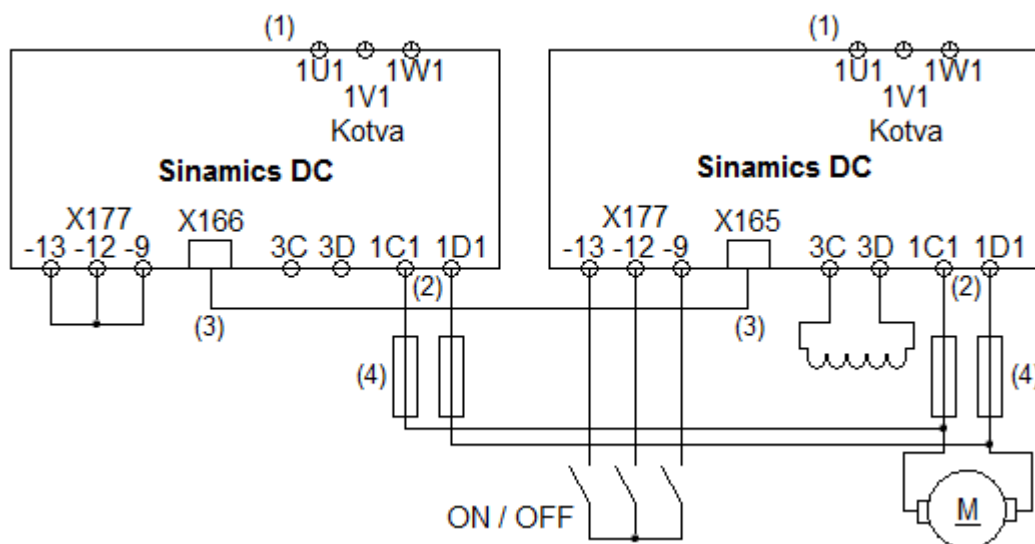 (1)
1U1 1W1
1V1
Kotva
Sinamics DC
X177 X166
-13 -12 -9 3C 3D 1C1 1D1
(2)
(3)
(4)
(1)
1U1 1W1
1V1
Kotva
Sinamics DC
X177 X165
-13 -12 -9 3C 3D 1C1 1D1
(2)
(3)
(4)
ON / OFF
M